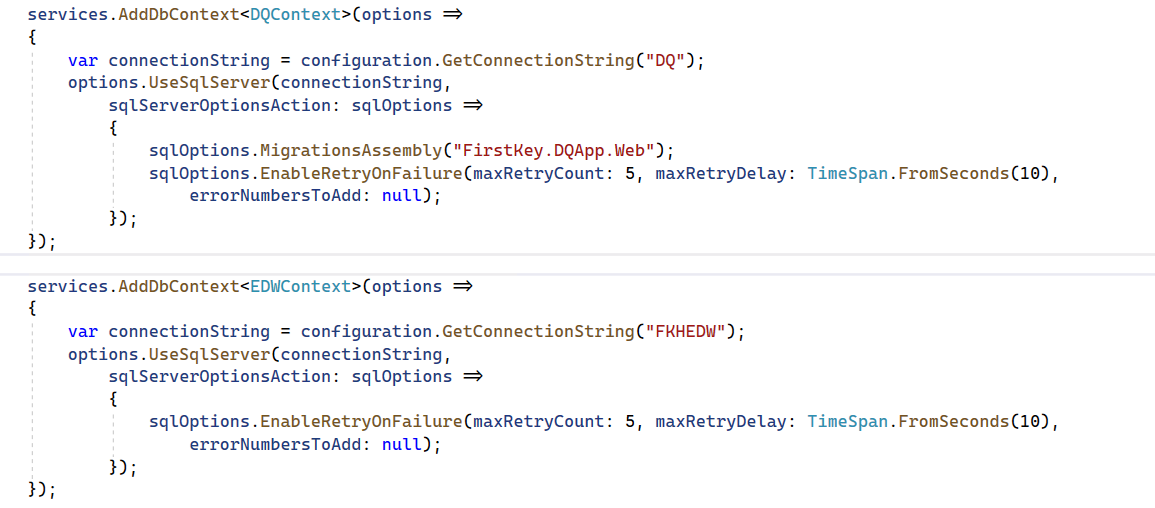 services.AddDbContext<DQContext>(options =>
{
var connectionString = configuration.GetConnectionString("DQ");
options.UseSqlServer(connectionString,
sqlServerOptionsAction: sqlOptions =>
{
sqlOptions.MigrationsAssembly("FirstKey.DQApp.Web");
sqlOptions.EnableRetryOnFailure(maxRetryCount: 5, maxRetryDelay: TimeSpan.FromSeconds(10),
errorNumbersToAdd: null);
});
});
services.AddDbContext<EDWContext>(options =>
{
var connectionString = configuration.GetConnectionString("FKHEDW");
options.UseSqlServer(connectionString,
sqlServerOptionsAction: sqlOptions =>
{
sqlOptions.EnableRetryOnFailure(maxRetryCount: 5, maxRetryDelay: TimeSpan.FromSeconds(10),
errorNumbersToAdd: null);
});
});